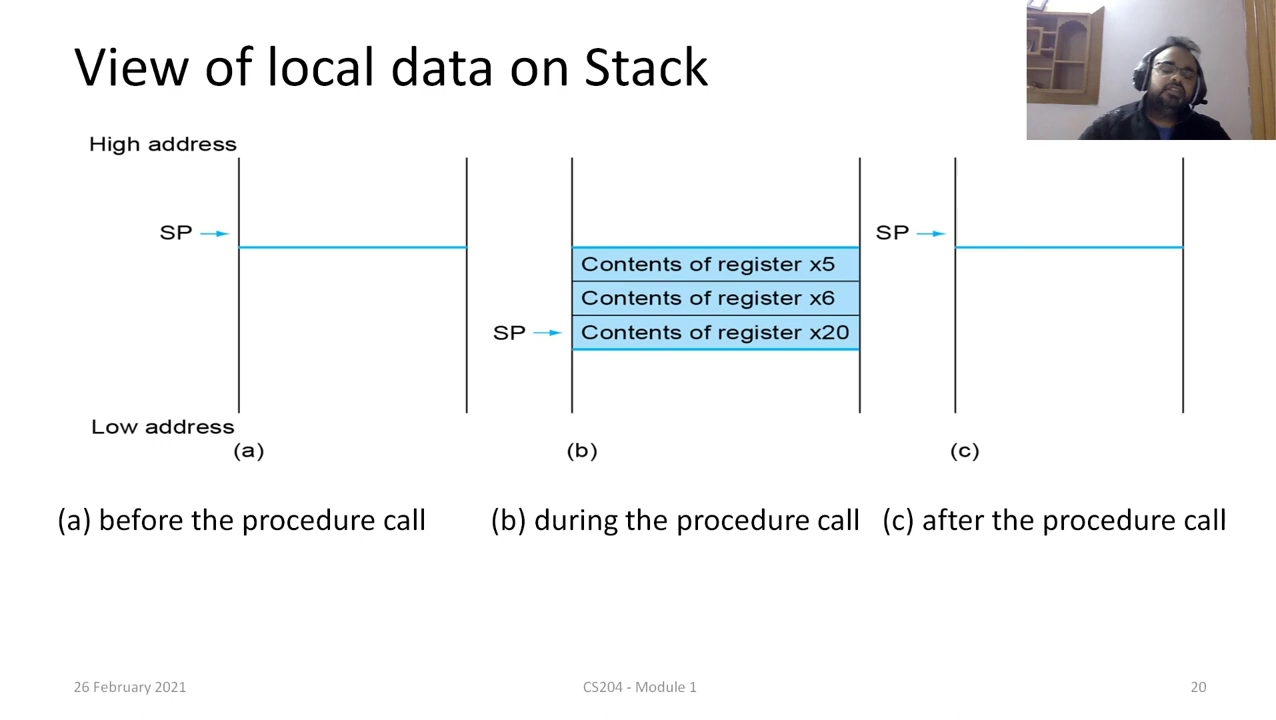 View of local data on Stack
High address
SP
SP
Contents of register x5
Contents of register x6
SP
Contents of register x20
Low address
(a)
(b)
(c)
(a) before the procedure call
(b) during the procedure call
(c) after the procedure call
26 February 2021
CS204 - Module 1
20